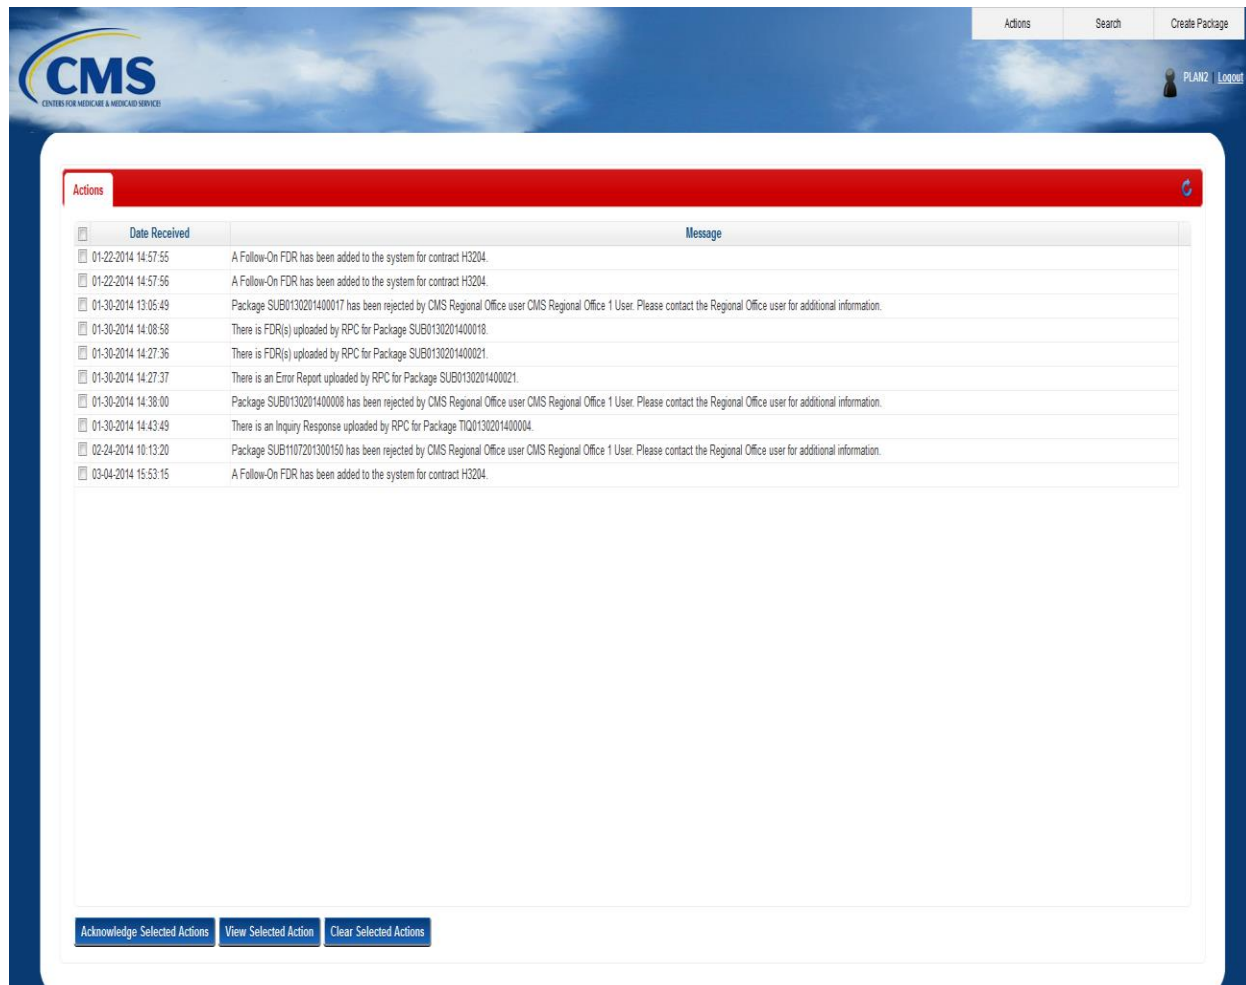 Actions Search Create Package
CMS
CENTERS FOR MEDICARE & MEDICAID SERVICES
PLAN2 | Logout
Actions
Date Received Message
01-22-2014 14:57:55 A Follow-On FDR has been added to the system for contract H3204.
01-22-2014 14:57:56 A Follow-On FDR has been added to the system for contract H3204.
01-30-2014 13:05:49 Package SUB0130201400017 has been rejected by CMS Regional Office user CMS Regional Office 1 User. Please contact the Regional Office user for additional information.
01-30-2014 14:08:58 There is FDR(s) uploaded by RPC for Package SUB0130201400018.
01-30-2014 14:27:36 There is FDR(s) uploaded by RPC for Package SUB0130201400021.
01-30-2014 14:27:37 There is an Error Report uploaded by RPC for Package SUB0130201400021.
01-30-2014 14:38:00 Package SUB0130201400008 has been rejected by CMS Regional Office user CMS Regional Office 1 User. Please contact the Regional Office user for additional information.
01-30-2014 14:43:49 There is an Inquiry Response uploaded by RPC for Package TIQ0130201400004.
02-24-2014 10:13:20 Package SUB1107201300150 has been rejected by CMS Regional Office user CMS Regional Office 1 User. Please contact the Regional Office user for additional information.
03-04-2014 15:53:15 A Follow-On FDR has been added to the system for contract H3204.
Acknowledge Selected Actions View Selected Action Clear Selected Actions